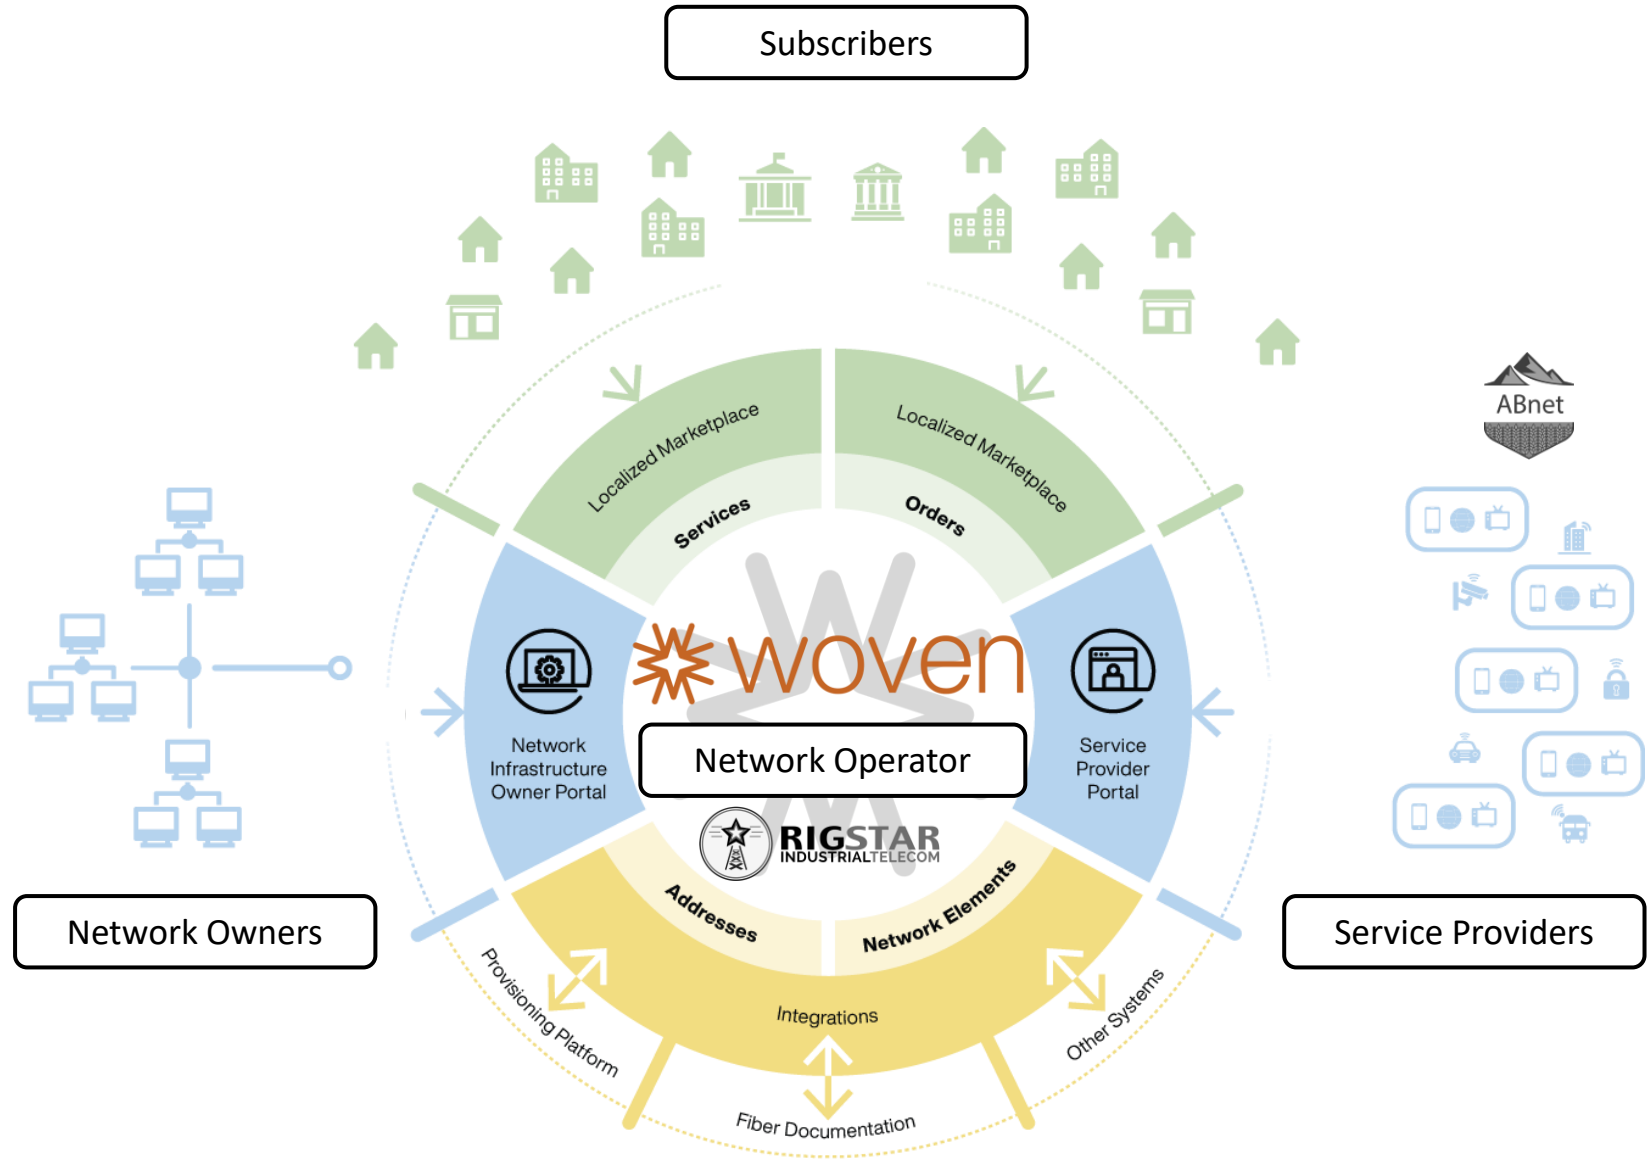 Subscribers
Localized Marketplace
Localized Marketplace
Services
Orders
ABnet
woven
Network Operator
RIGSTAR
INDUSTRIALTELECOM
Network
Infrastructure
Owner Portal
Service
Provider
Portal
Network Owners
Service Providers
Addresses
Network Elements
Integrations
Provisioning Platform
Fiber Documentation
Other Systems